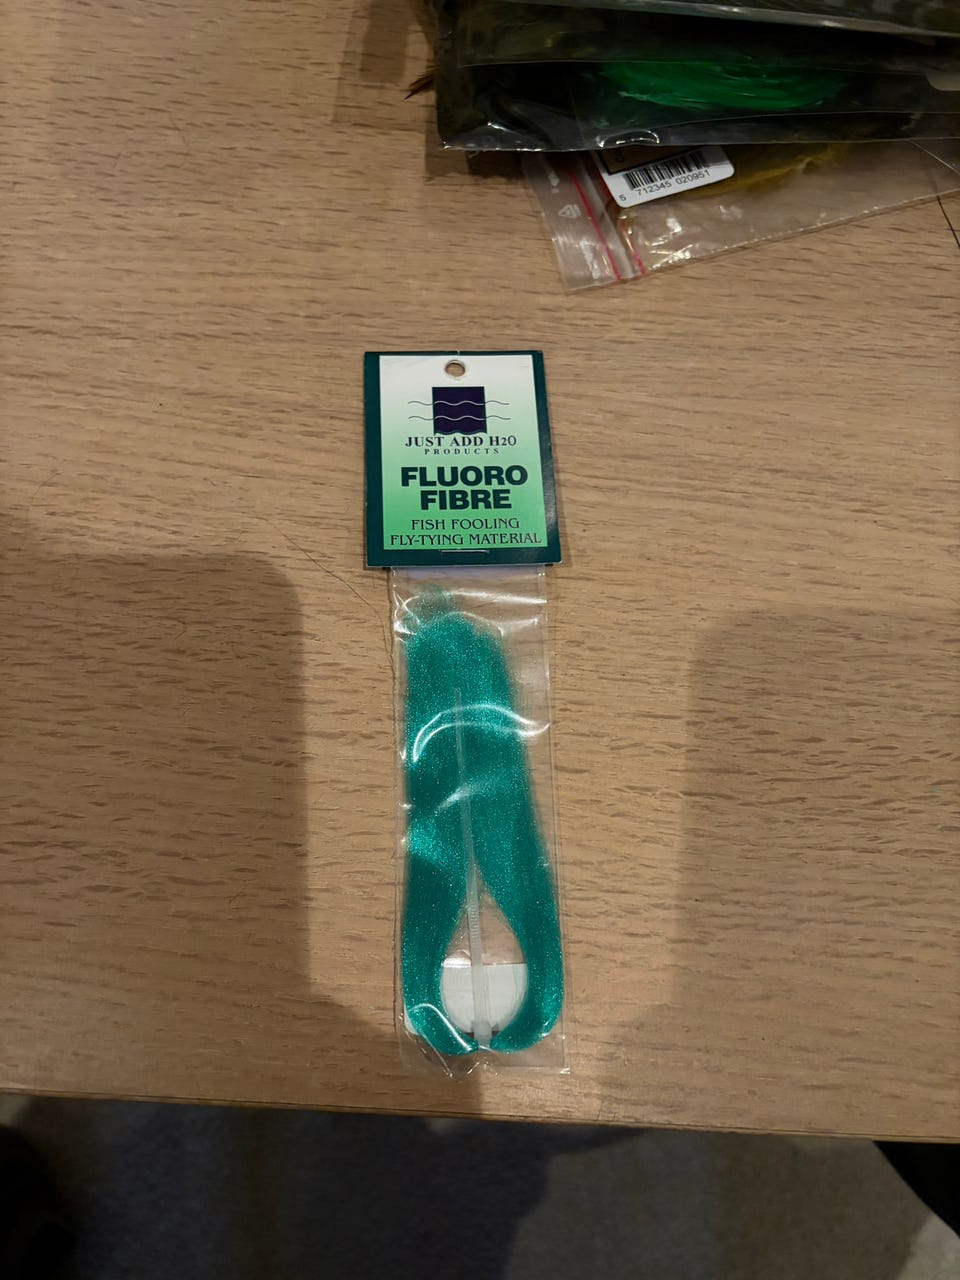 5 712345 020951
JUST ADD H2O
PRODUCTS
FLUORO
FIBRE
FISH FOOLING
FLY-TYING MATERIAL